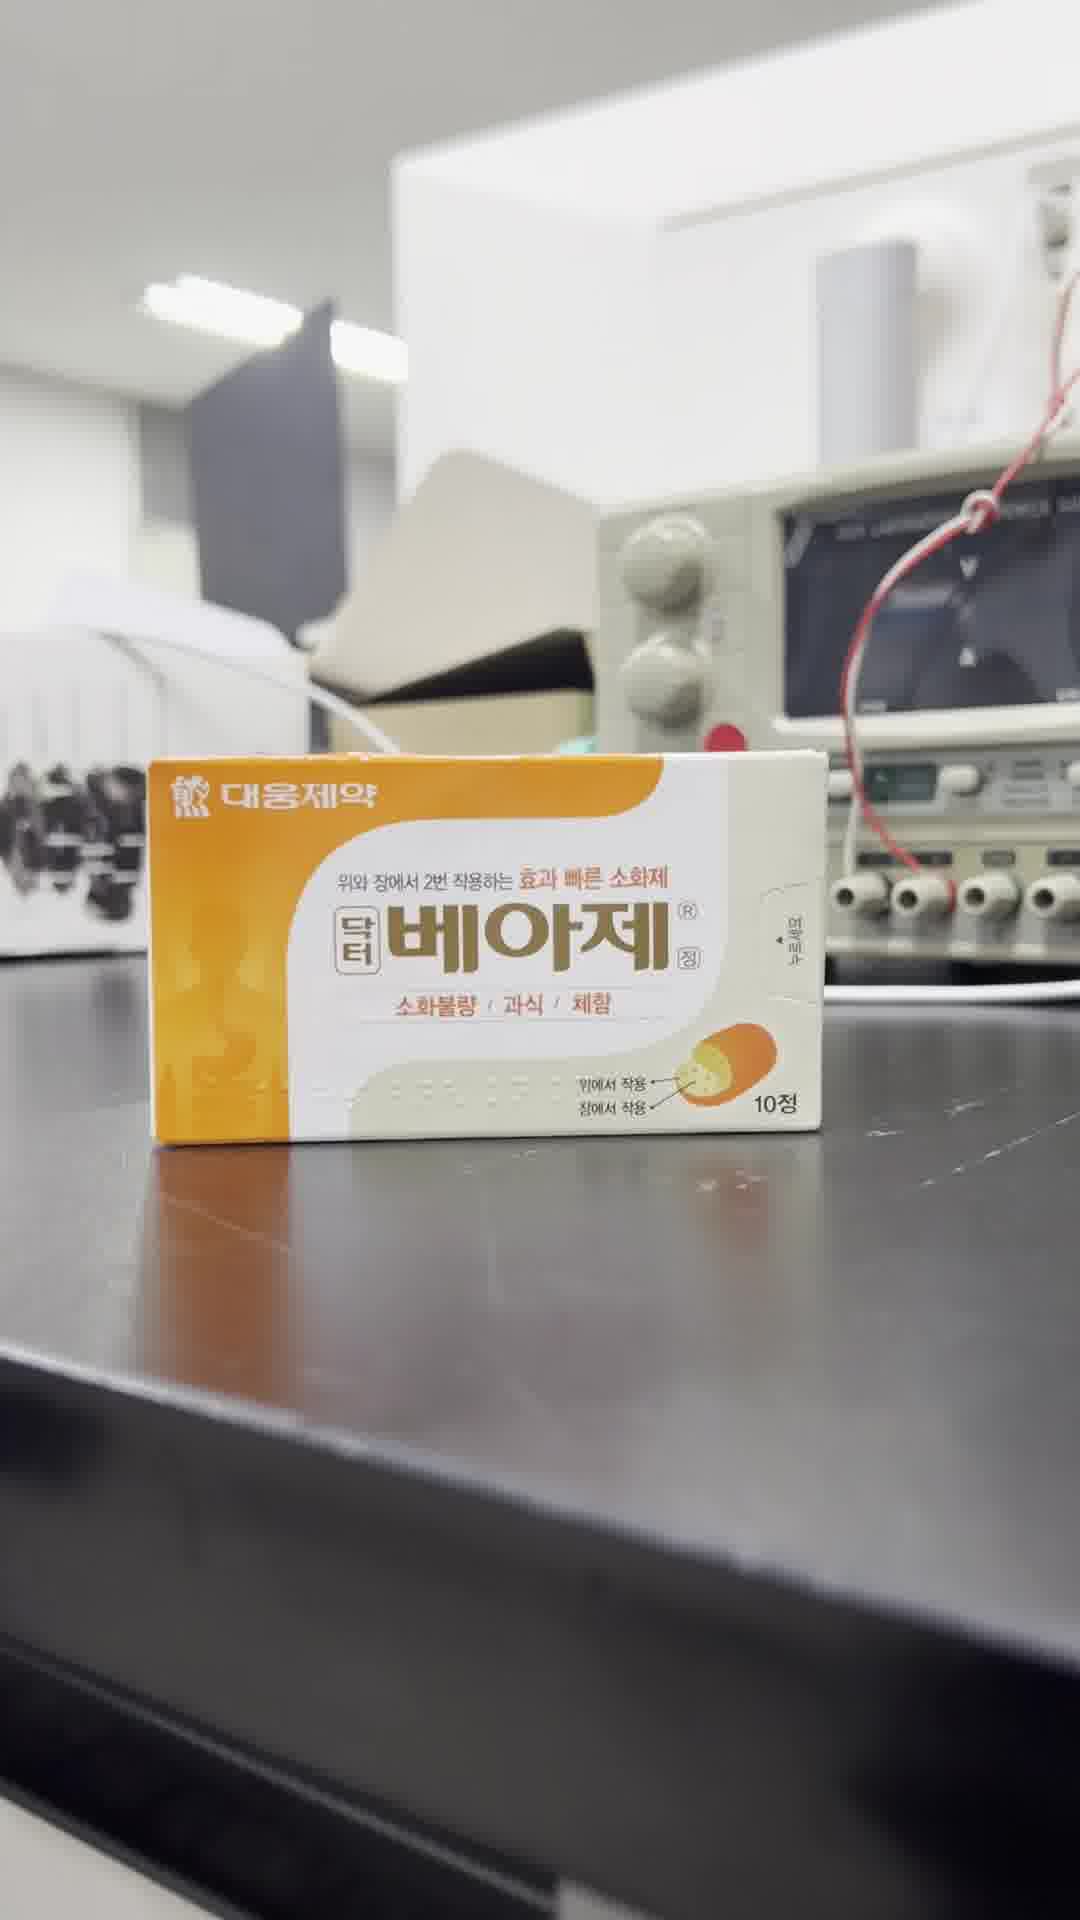 대웅제약
위와 장에서 2번 작용하는 효과 빠른 소화제
닥터 베아제® 정
소화불량 / 과식 / 체함
위에서 작용
장에서 작용
10정